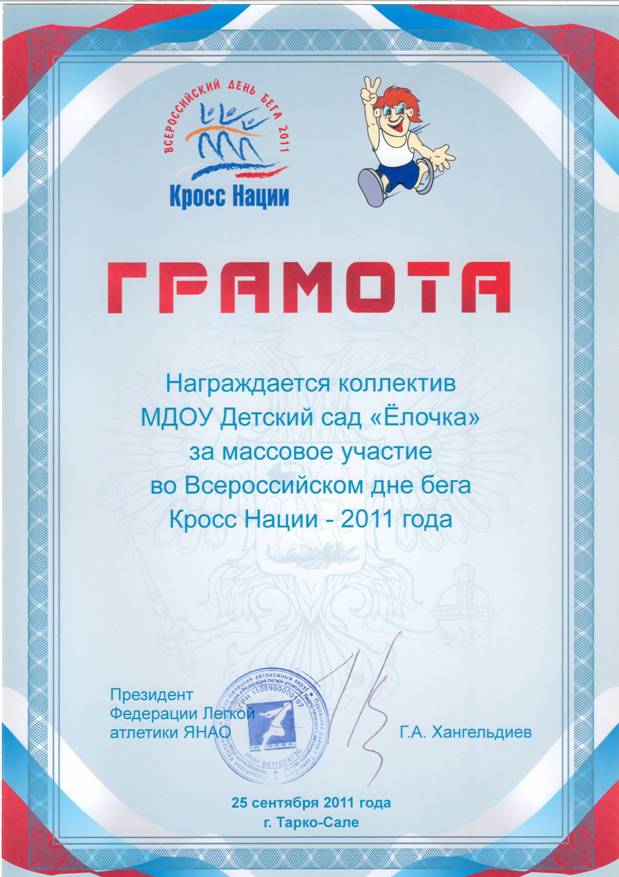 ВСЕРОССИЙСКИЙ ДЕНЬ БЕГА 2011
Кросс Нации
ГРАМОТА
Награждается коллектив
МДОУ Детский сад «Ёлочка»
за массовое участие
во Всероссийском дне бега
Кросс Нации - 2011 года
Президент
Федерации Легкой
атлетики ЯНАО
Г.А. Хангельдиев
25 сентября 2011 года
г. Тарко-Сале